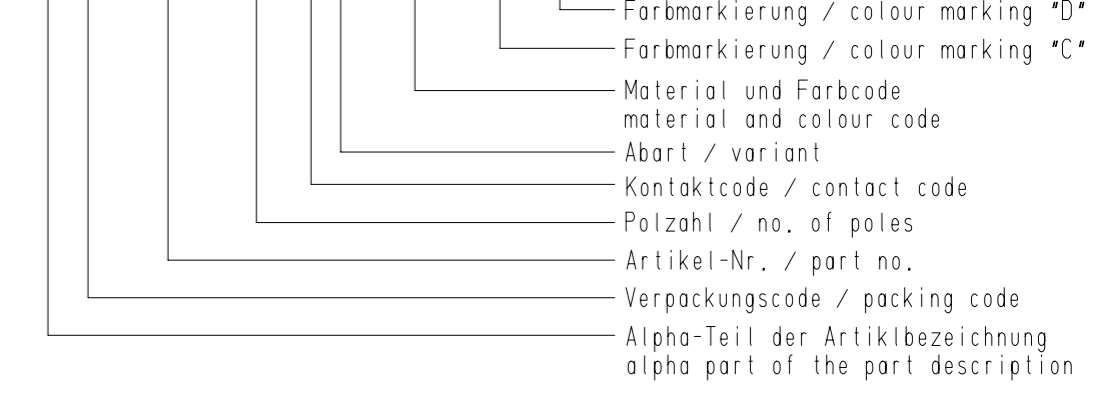 Farbmarkierung / colour marking "D"
Farbmarkierung / colour marking "C"
Material und Farbcode
material and colour code
Abart / variant
Kontaktcode / contact code
Polzahl / no. of poles
Artikel-Nr. / part no.
Verpackungscode / packing code
Alpha-Teil der Artiklbezeichnung
alpha part of the part description